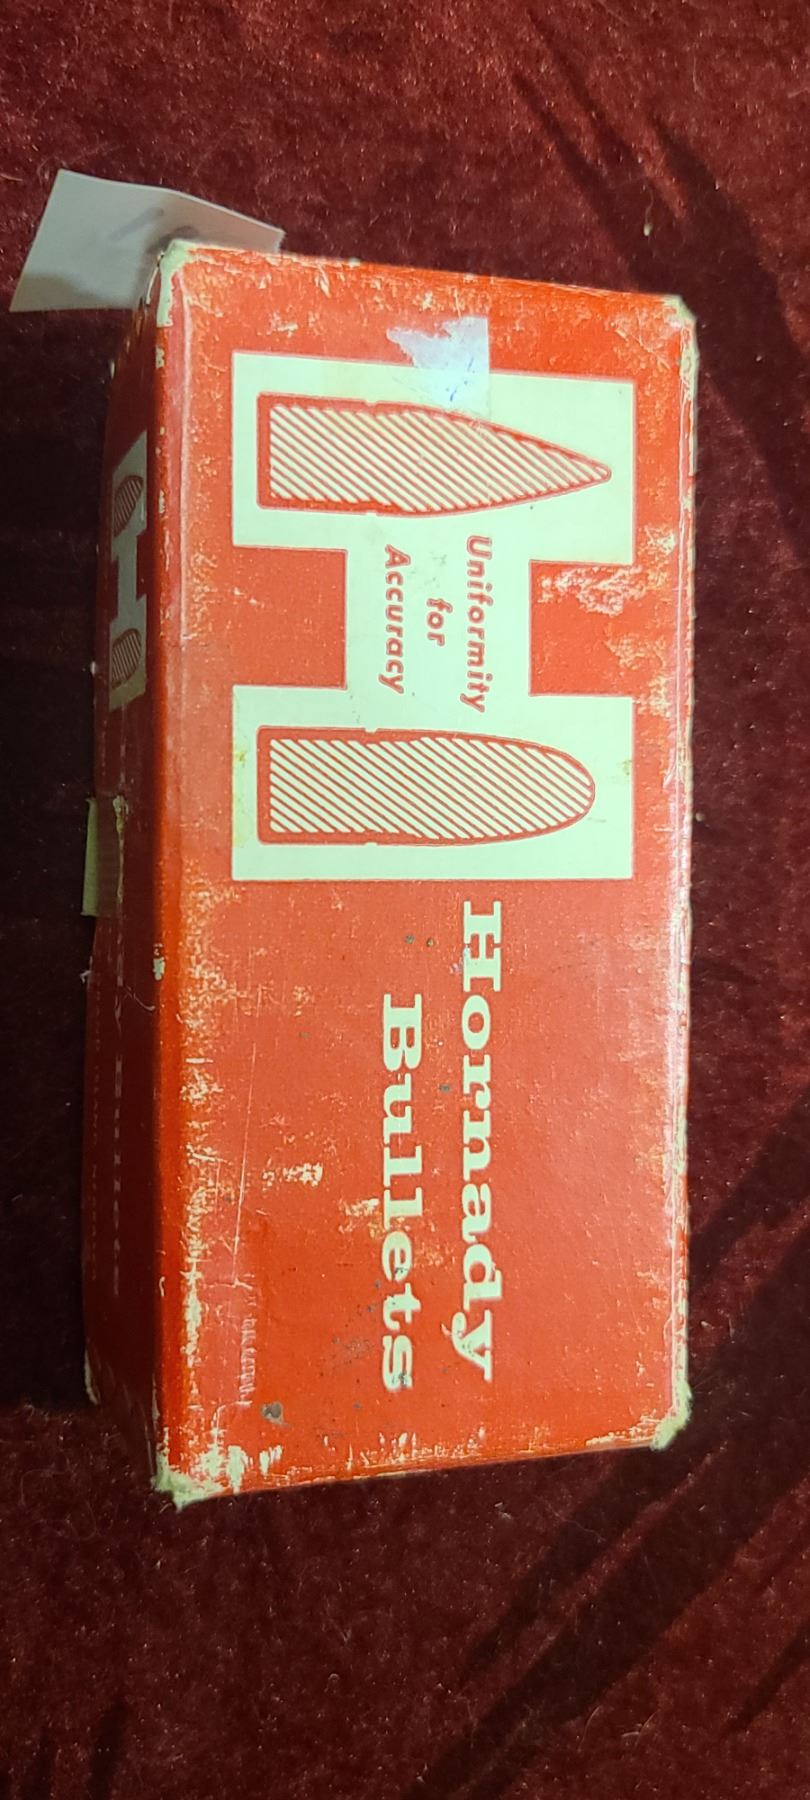 Uniformity
for
Accuracy
Hornady
Bullets